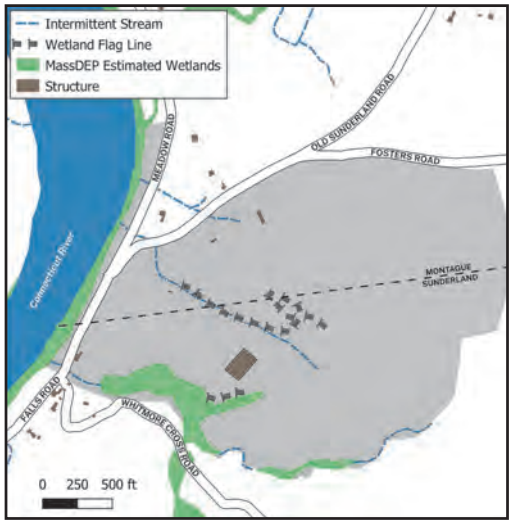 Intermittent Stream
Wetland Flag Line
MassDEP Estimated Wetlands
Structure
MEADOW ROAD
OLD SUNDERLAND ROAD
FOSTERS ROAD
Connecticut River
MONTAGUE
SUNDERLAND
FALLS ROAD
WHITMORE CROSS ROAD
0 250 500 ft